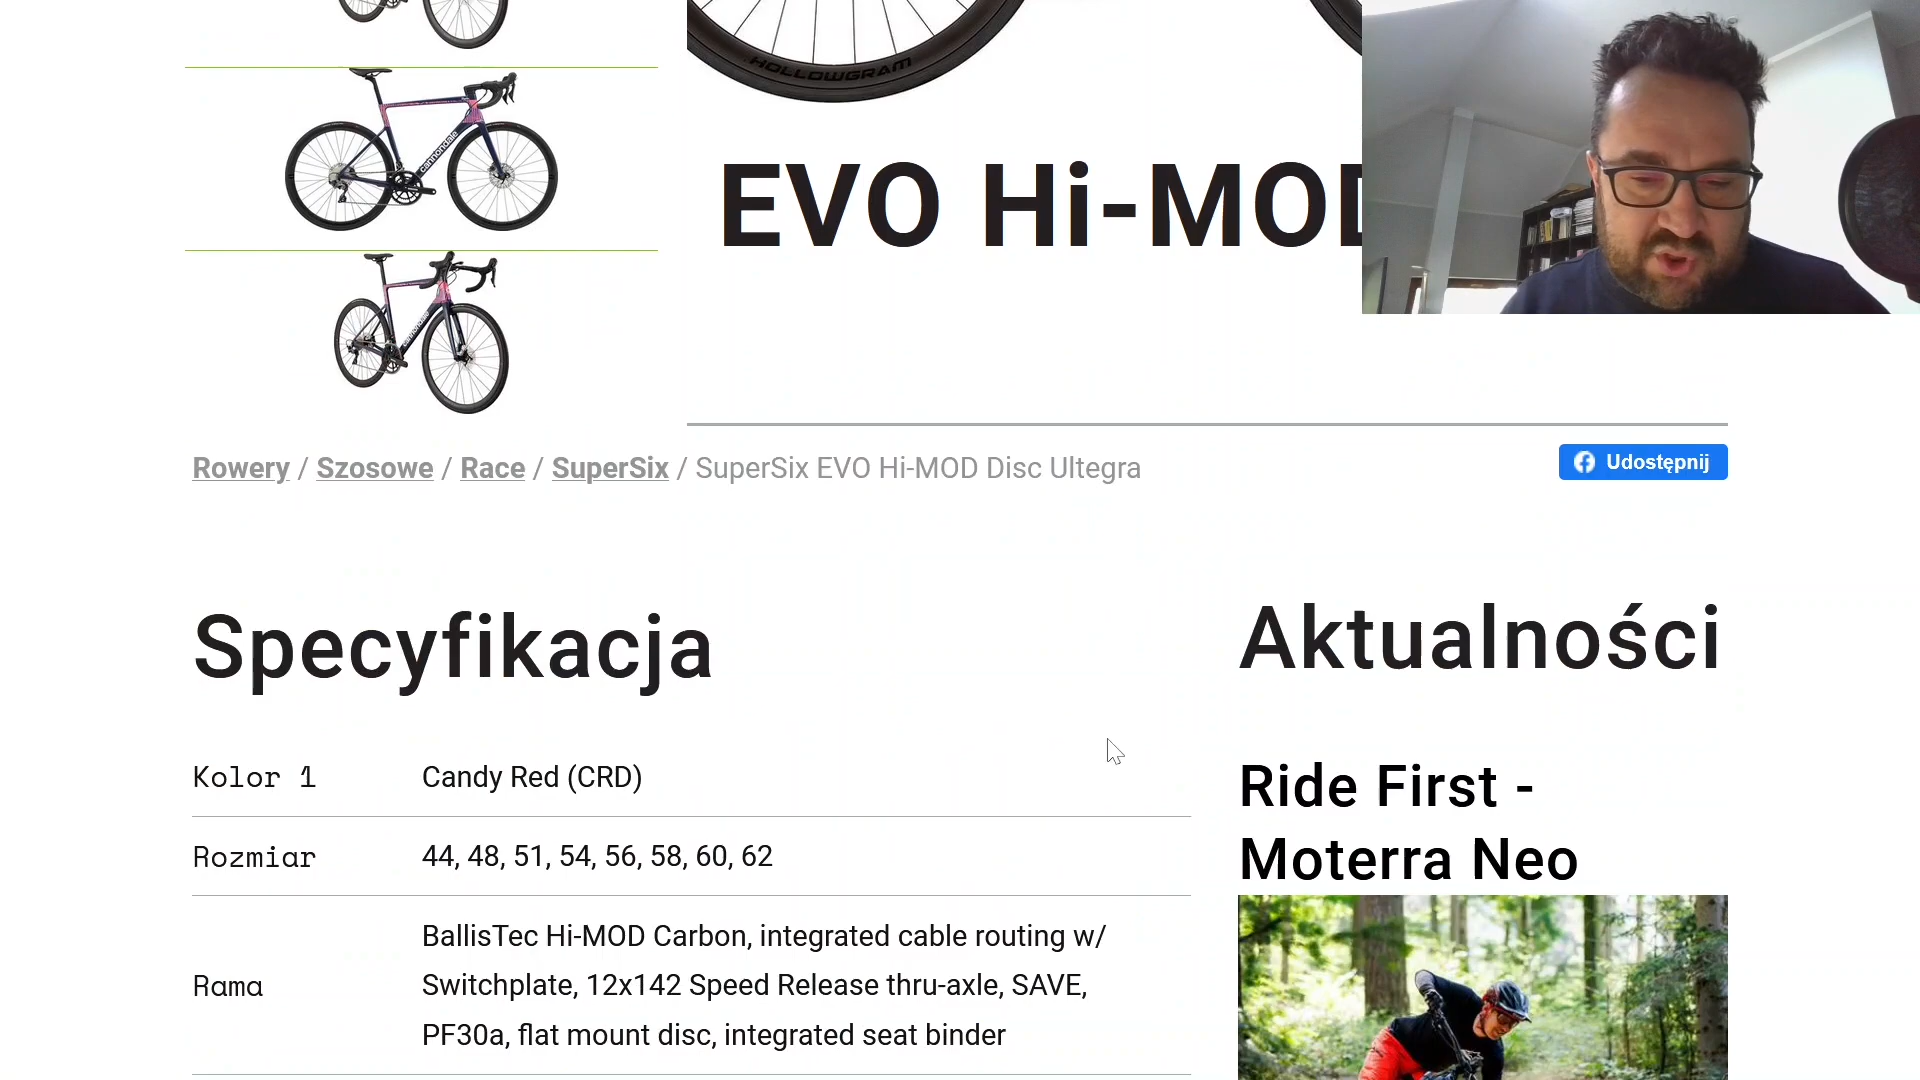 HOLLOWGRAM
cannondale
cannondale
EVO Hi-MOD
Rowery / Szosowe / Race / SuperSix / SuperSix EVO Hi-MOD Disc Ultegra
Udostępnij
Specyfikacja
Kolor 1 Candy Red (CRD)
Rozmiar 44, 48, 51, 54, 56, 58, 60, 62
Rama BallisTec Hi-MOD Carbon, integrated cable routing w/
Switchplate, 12x142 Speed Release thru-axle, SAVE,
PF30a, flat mount disc, integrated seat binder
Aktualności
Ride First -
Moterra Neo